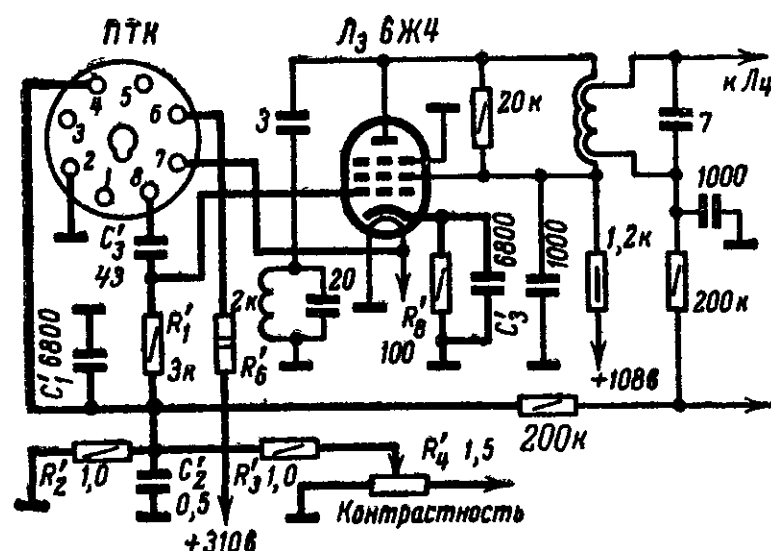 ПТК
Л3 6Ж4
4
5
6
3
7
2
1
8
C'3
43
3
20к
к Лц
7
1000
20
2к
R'6
R'1
3к
C'1 6800
R'8
100
6800
C'3
1000
1,2к
+108в
200к
200к
R'2 1,0
C'2
0,5
R'3 1,0
R'4 1,5
Контрастность
+310в